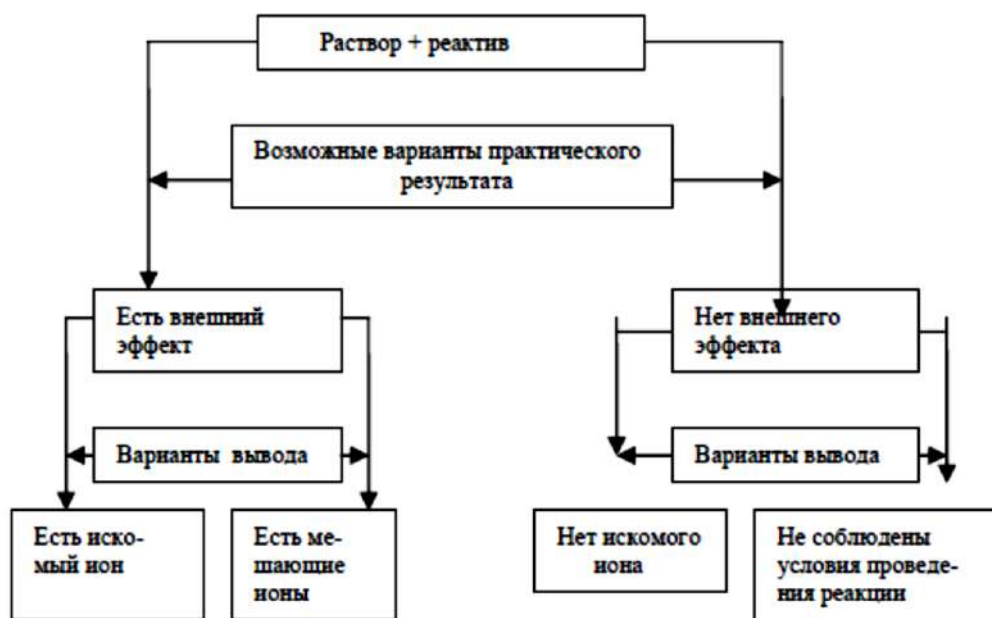 Раствор + реактив
Возможные варианты практического
результата
Есть внешний
эффект
Нет внешнего
эффекта
Варианты вывода
Варианты вывода
Есть иско-
мый ион
Есть ме-
шающие
ионы
Нет искомого
иона
Не соблюдены
условия проведе-
ния реакции